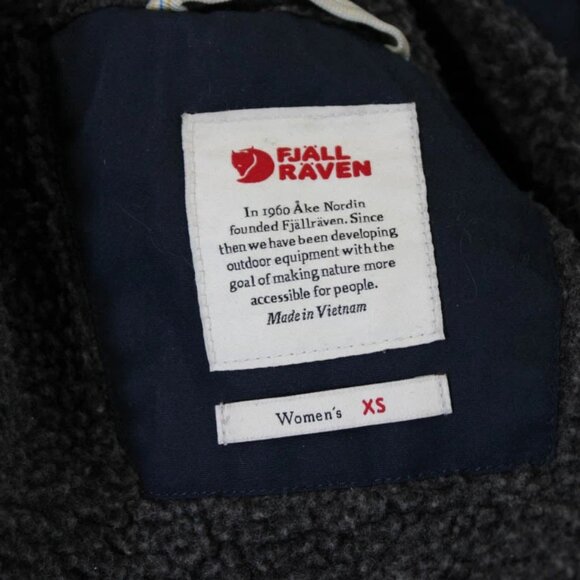 FJÄLL
RÄVEN
In 1960 Åke Nordin
founded Fjällräven. Since
then we have been developing
outdoor equipment with the
goal of making nature more
accessible for people.
Made in Vietnam
Women's XS